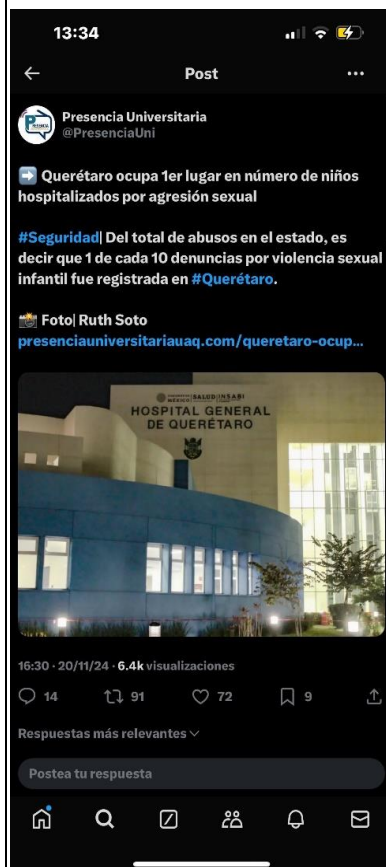 13:34
Post
Presencia Universitaria
@PresenciaUni
➡️ Querétaro ocupa 1er lugar en número de niños
hospitalizados por agresión sexual
#Seguridad| Del total de abusos en el estado, es
decir que 1 de cada 10 denuncias por violencia sexual
infantil fue registrada en #Querétaro.
📸 Foto| Ruth Soto
presenciauniversitariauaq.com/queretaro-ocup...
MÉXICO SALUD INSABI
HOSPITAL GENERAL
DE QUERÉTARO
16:30 · 20/11/24 · 6.4k visualizaciones
14 91 72 9
Respuestas más relevantes
Postea tu respuesta